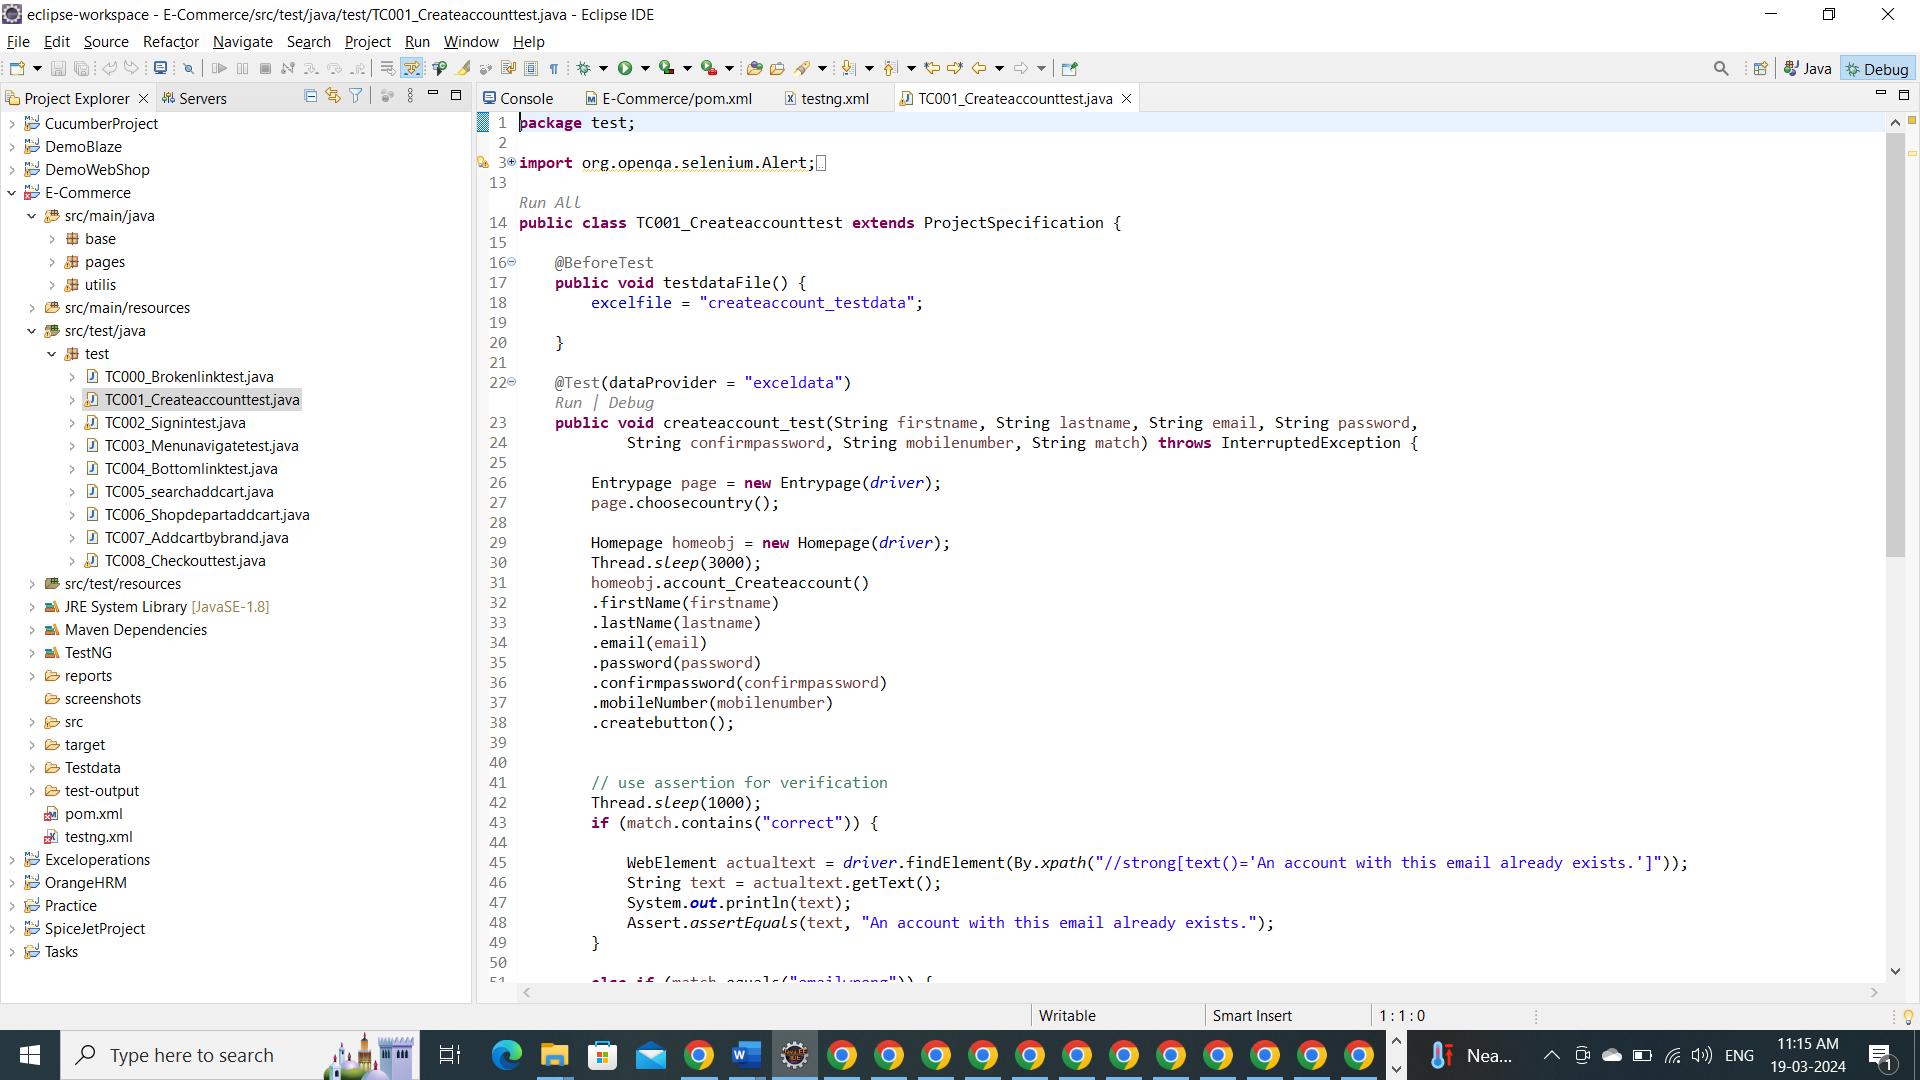 eclipse-workspace - E-Commerce/src/test/java/test/TC001_Createaccounttest.java - Eclipse IDE
File Edit Source Refactor Navigate Search Project Run Window Help
Java Debug
Project Explorer Servers
Console E-Commerce/pom.xml testng.xml TC001_Createaccounttest.java
CucumberProject
DemoBlaze
DemoWebShop
E-Commerce
src/main/java
base
pages
utilis
src/main/resources
src/test/java
test
TC000_Brokenlinktest.java
TC001_Createaccounttest.java
TC002_Signintest.java
TC003_Menunavigatetest.java
TC004_Bottomlinktest.java
TC005_searchaddcart.java
TC006_Shopdepartaddcart.java
TC007_Addcartbybrand.java
TC008_Checkouttest.java
src/test/resources
JRE System Library [JavaSE-1.8]
Maven Dependencies
TestNG
reports
screenshots
src
target
Testdata
test-output
pom.xml
testng.xml
Exceloperations
OrangeHRM
Practice
SpiceJetProject
Tasks
1 package test;
2
3 import org.openqa.selenium.Alert;
13
Run All
14 public class TC001_Createaccounttest extends ProjectSpecification {
15
16 @BeforeTest
17 public void testdataFile() {
18 excelfile = "createaccount_testdata";
19
20 }
21
22 @Test(dataProvider = "exceldata")
Run | Debug
23 public void createaccount_test(String firstname, String lastname, String email, String password,
24 String confirmpassword, String mobilenumber, String match) throws InterruptedException {
25
26 Entrypage page = new Entrypage(driver);
27 page.choosecountry();
28
29 Homepage homeobj = new Homepage(driver);
30 Thread.sleep(3000);
31 homeobj.account_Createaccount()
32 .firstName(firstname)
33 .lastName(lastname)
34 .email(email)
35 .password(password)
36 .confirmpassword(confirmpassword)
37 .mobileNumber(mobilenumber)
38 .createbutton();
39
40
41 // use assertion for verification
42 Thread.sleep(1000);
43 if (match.contains("correct")) {
44
45 WebElement actualtext = driver.findElement(By.xpath("//strong[text()='An account with this email already exists.']"));
46 String text = actualtext.getText();
47 System.out.println(text);
48 Assert.assertEquals(text, "An account with this email already exists.");
49 }
50
51 else if (match.equals("emailwrong")) {
Writable Smart Insert 1 : 1 : 0
Type here to search
Nea... ENG 11:15 AM
19-03-2024
1